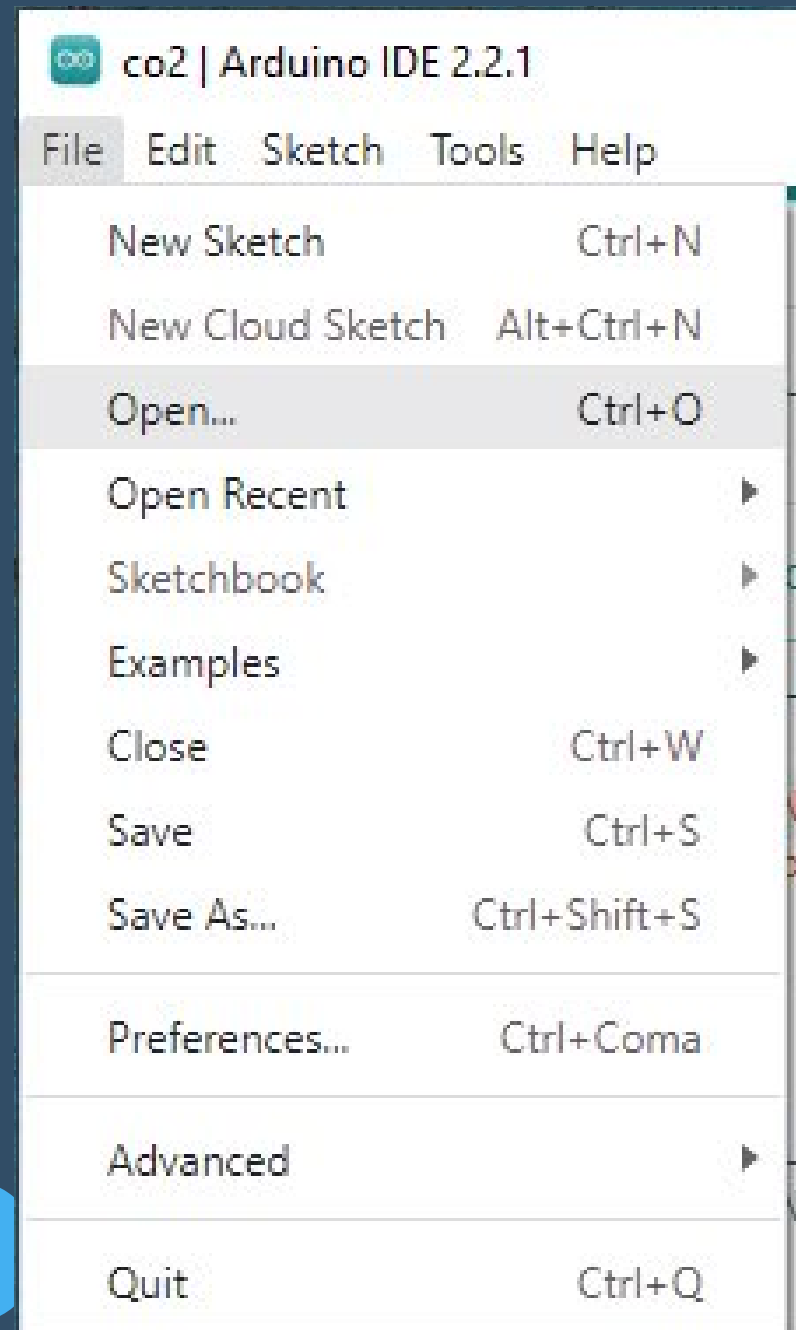 co2 | Arduino IDE 2.2.1
File Edit Sketch Tools Help
New Sketch Ctrl+N
New Cloud Sketch Alt+Ctrl+N
Open... Ctrl+O
Open Recent
Sketchbook
Examples
Close Ctrl+W
Save Ctrl+S
Save As... Ctrl+Shift+S
Preferences... Ctrl+Coma
Advanced
Quit Ctrl+Q